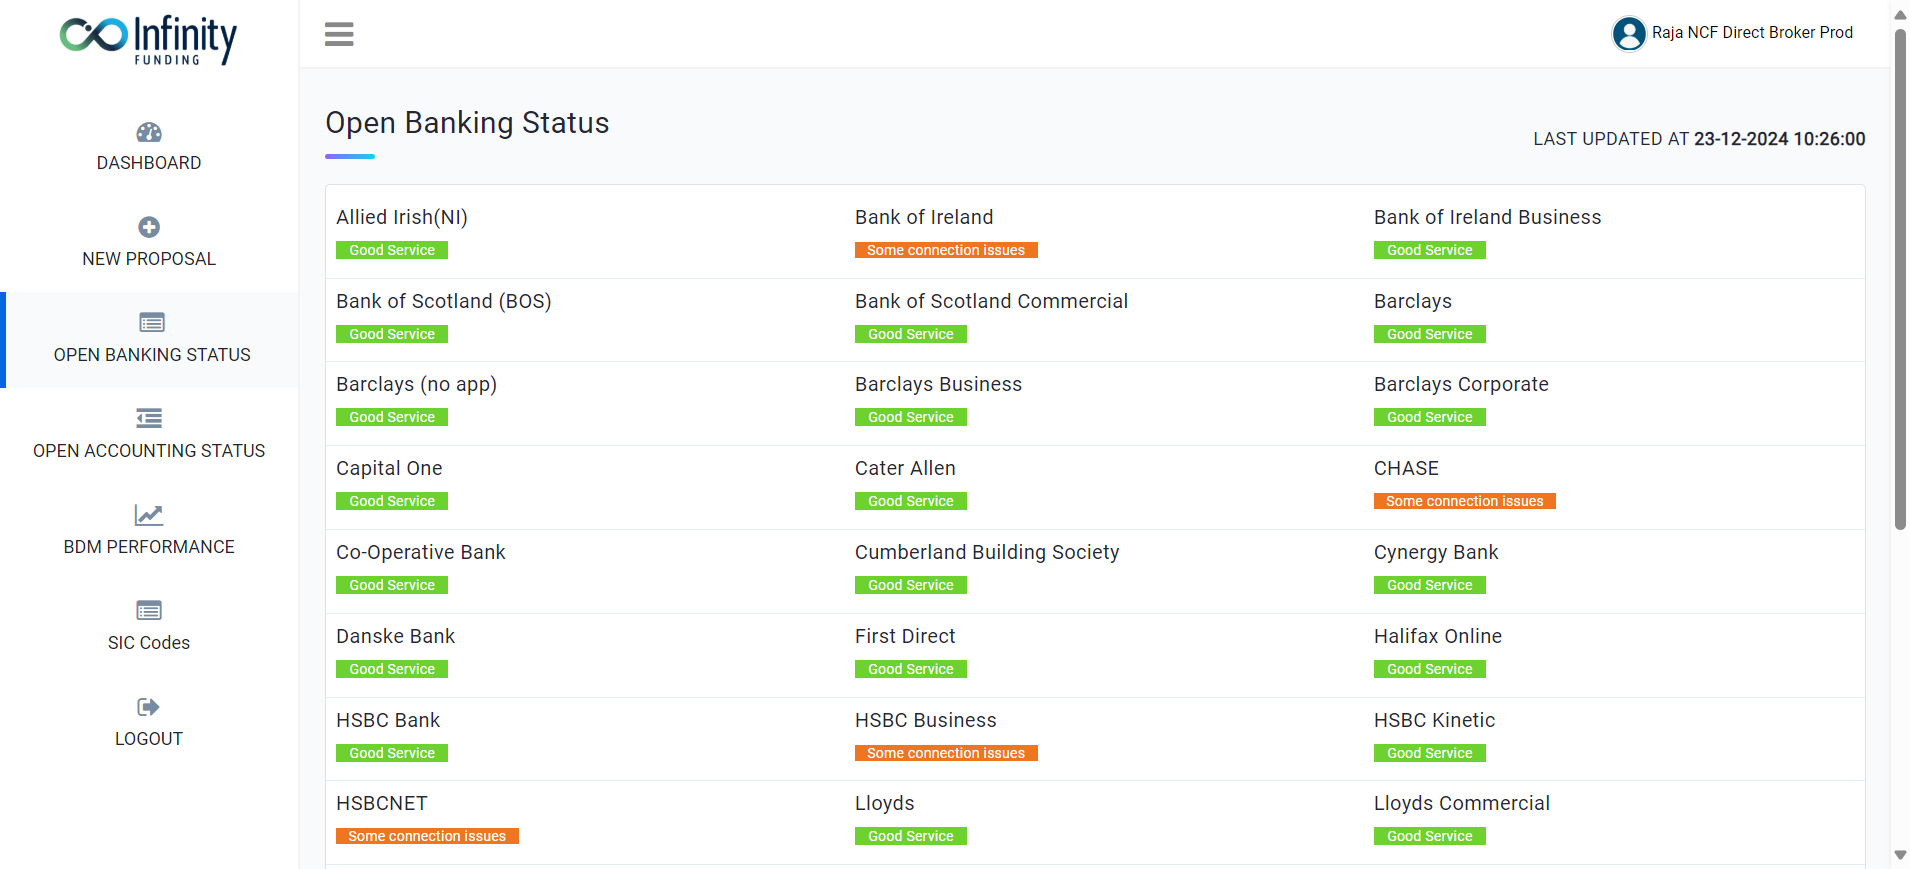 Infinity
FUNDING
Raja NCF Direct Broker Prod
DASHBOARD
NEW PROPOSAL
OPEN BANKING STATUS
OPEN ACCOUNTING STATUS
BDM PERFORMANCE
SIC Codes
LOGOUT
Open Banking Status
LAST UPDATED AT 23-12-2024 10:26:00
Allied Irish(NI)
Good Service
Bank of Ireland
Some connection issues
Bank of Ireland Business
Good Service
Bank of Scotland (BOS)
Good Service
Bank of Scotland Commercial
Good Service
Barclays
Good Service
Barclays (no app)
Good Service
Barclays Business
Good Service
Barclays Corporate
Good Service
Capital One
Good Service
Cater Allen
Good Service
CHASE
Some connection issues
Co-Operative Bank
Good Service
Cumberland Building Society
Good Service
Cynergy Bank
Good Service
Danske Bank
Good Service
First Direct
Good Service
Halifax Online
Good Service
HSBC Bank
Good Service
HSBC Business
Some connection issues
HSBC Kinetic
Good Service
HSBCNET
Some connection issues
Lloyds
Good Service
Lloyds Commercial
Good Service